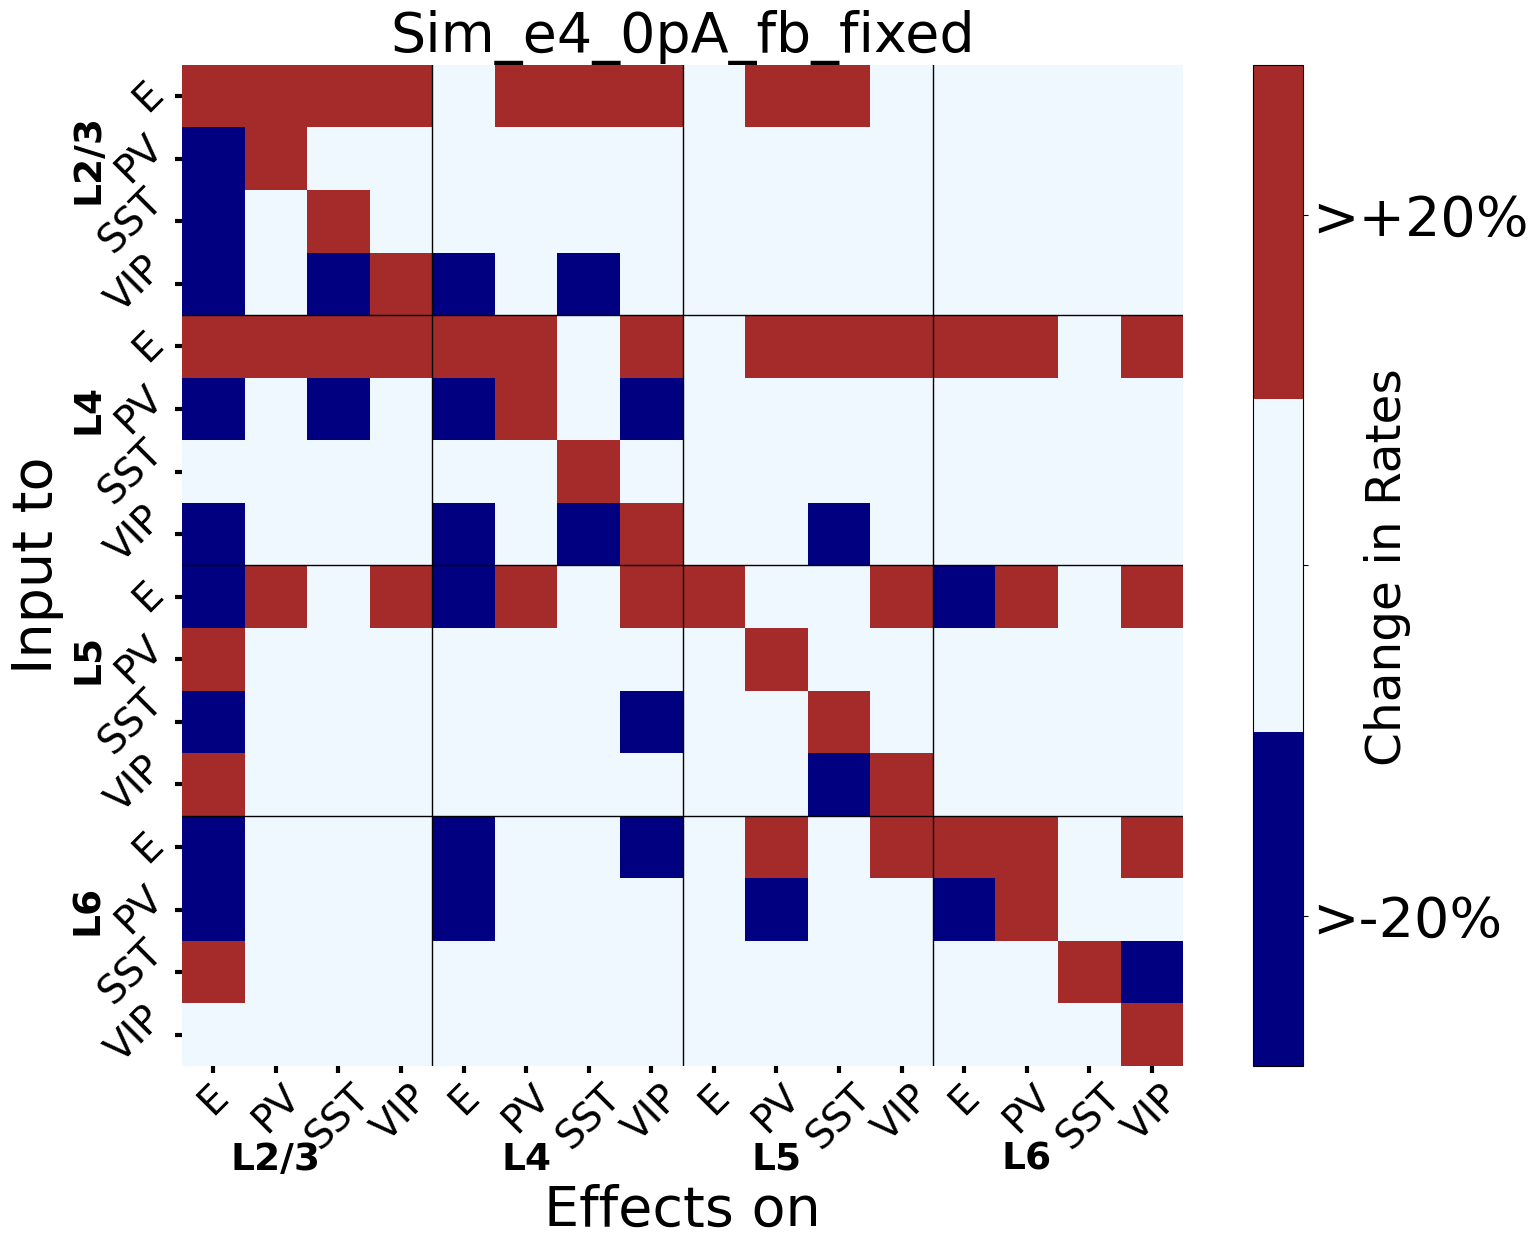 Sim_e4_0pA_fb_fixed
Input to
L2/3
E
PV
SST
VIP
L4
E
PV
SST
VIP
L5
E
PV
SST
VIP
L6
E
PV
SST
VIP
E PV SST VIP E PV SST VIP E PV SST VIP E PV SST VIP
L2/3 L4 L5 L6
Effects on
>+20%
>-20%
Change in Rates